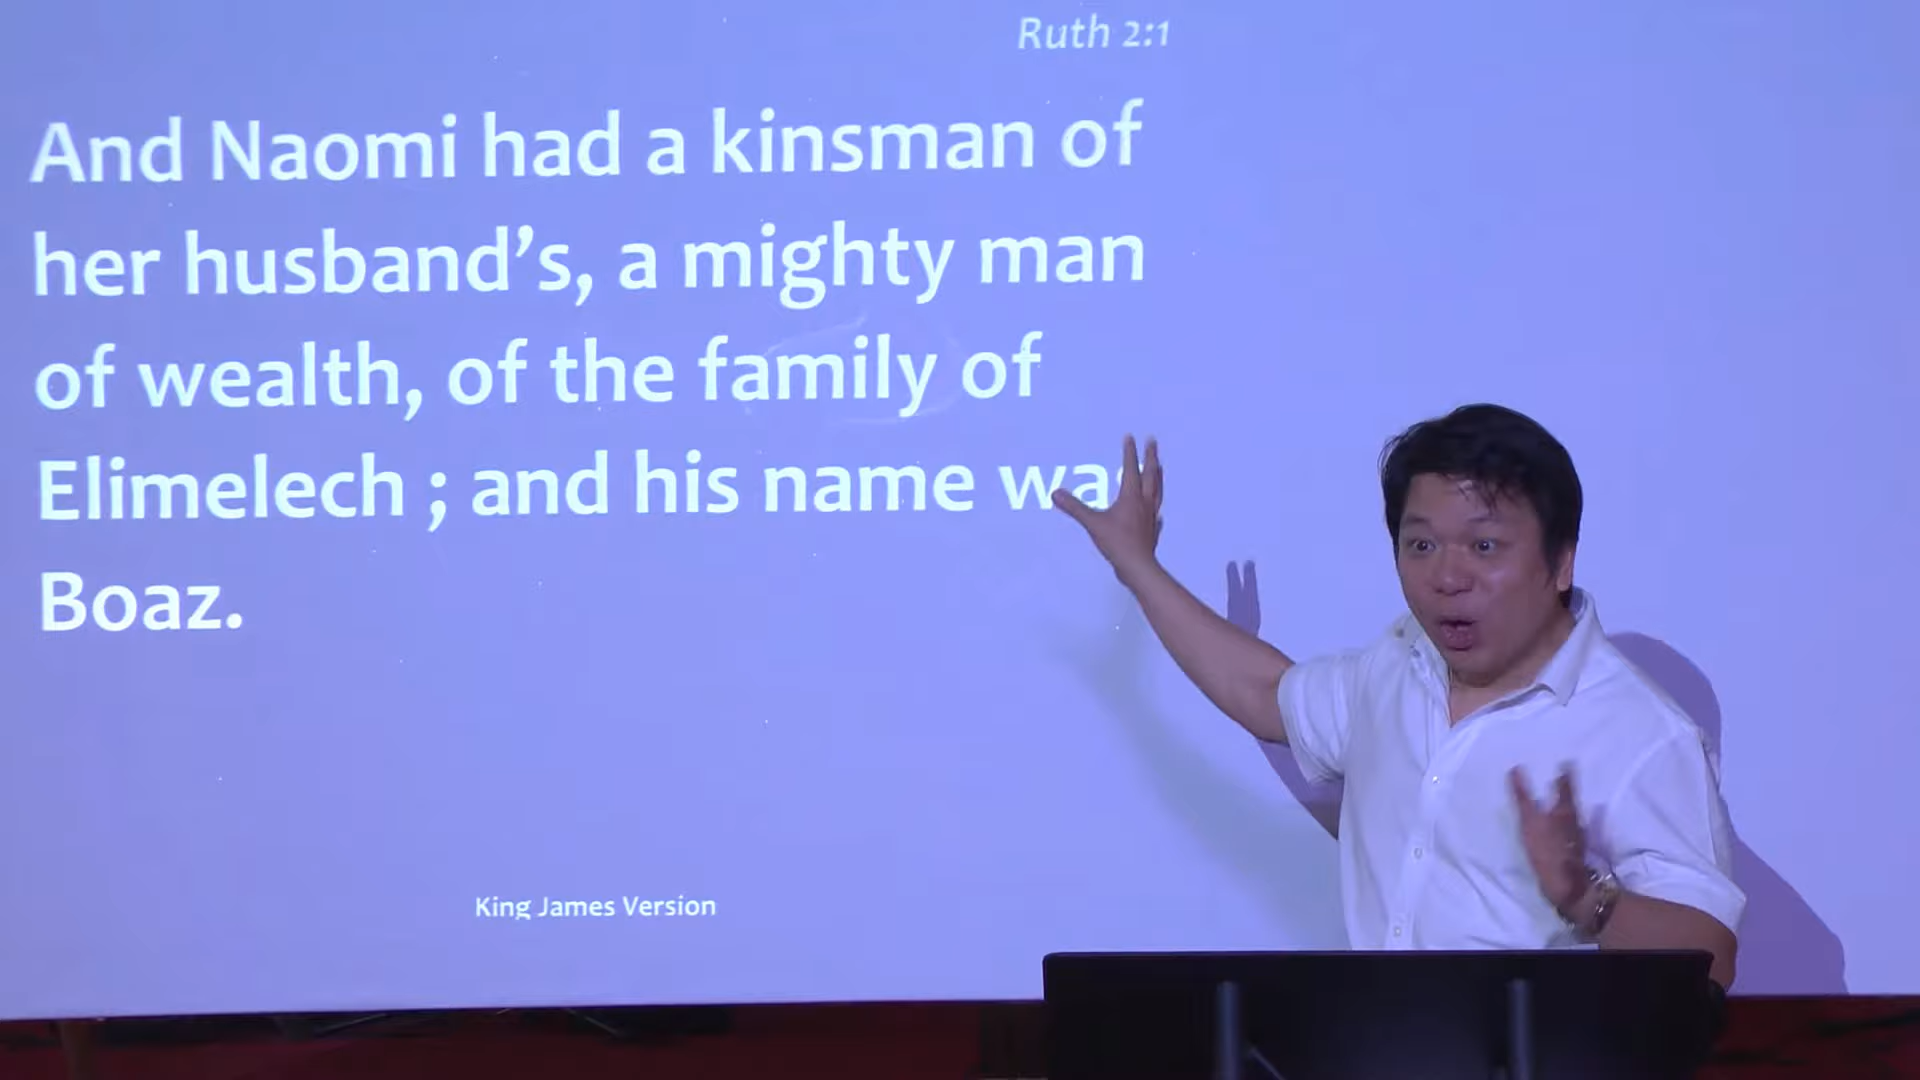 Ruth 2:1
And Naomi had a kinsman of
her husband’s, a mighty man
of wealth, of the family of
Elimelech ; and his name was
Boaz.
King James Version